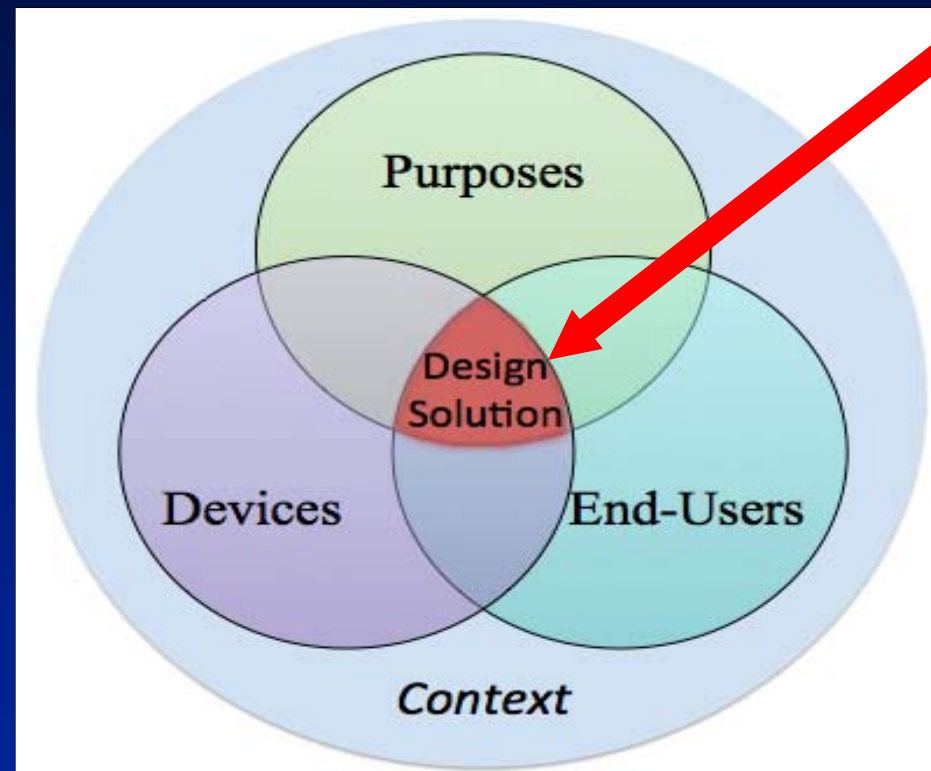 Purposes
Design
Solution
Devices
End-Users
Context